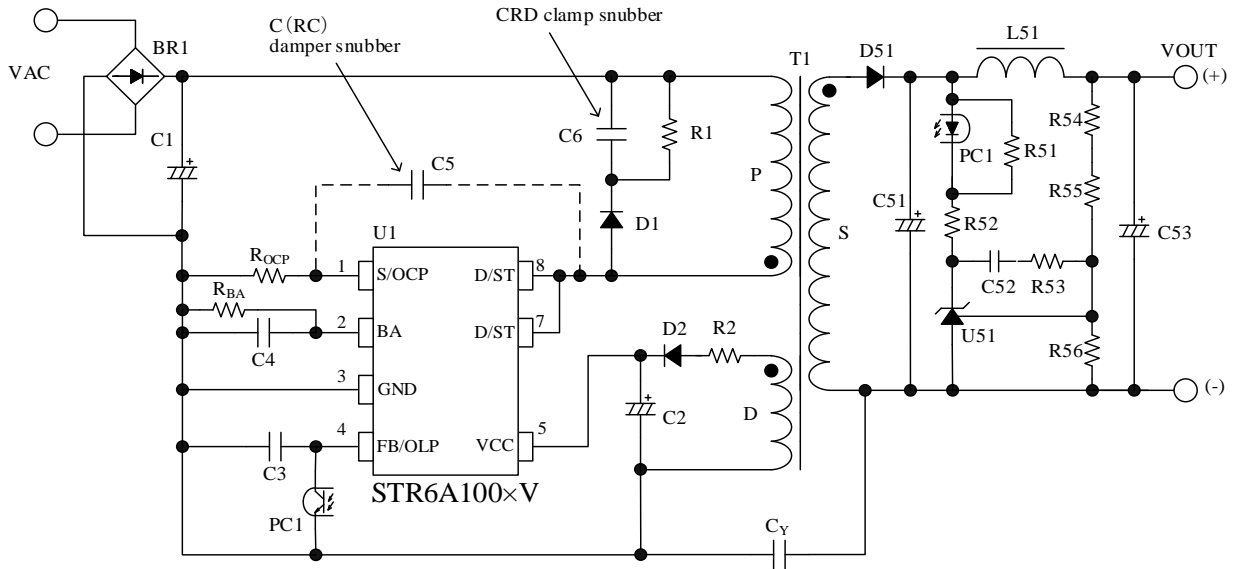 CRD clamp snubber
C (RC)
damper snubber
BR1
VAC
T1
D51
L51
VOUT
(+)
C1
C6
R1
P
PC1
R51
R54
C5
R55
D1
C51
S
R52
C53
U1
ROCP
1
S/OCP
D/ST
8
C52
R53
RBA
2
BA
D/ST
7
D2
R2
U51
R56
C4
3
GND
(-)
C2
D
4
FB/OLP
VCC
5
C3
STR6A100×V
PC1
CY